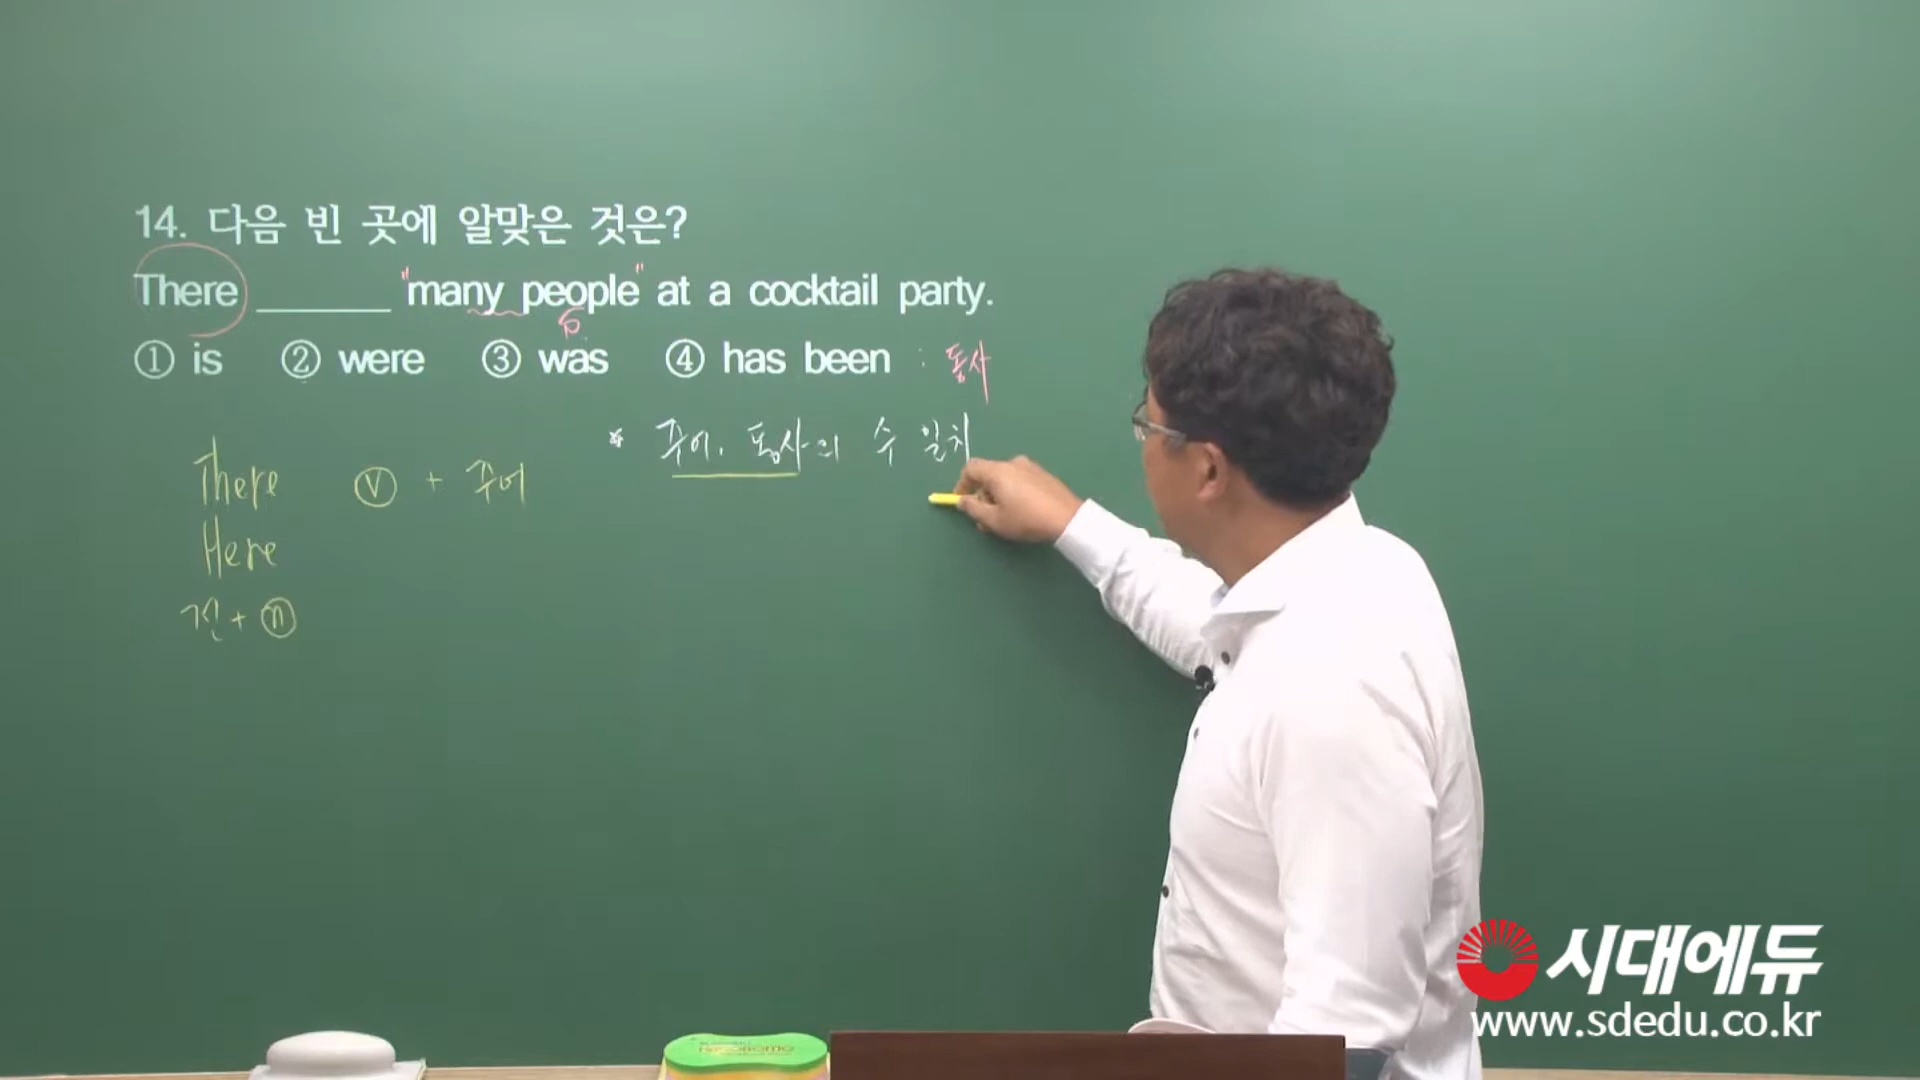 14. 다음 빈 곳에 알맞은 것은?
There ______ "many people" at a cocktail party.
① is ② were ③ was ④ has been : 동사
* 주어, 동사의 수 일치
There ⓥ + 주어
Here
전 + ⓝ
시대에듀
www.sdedu.co.kr